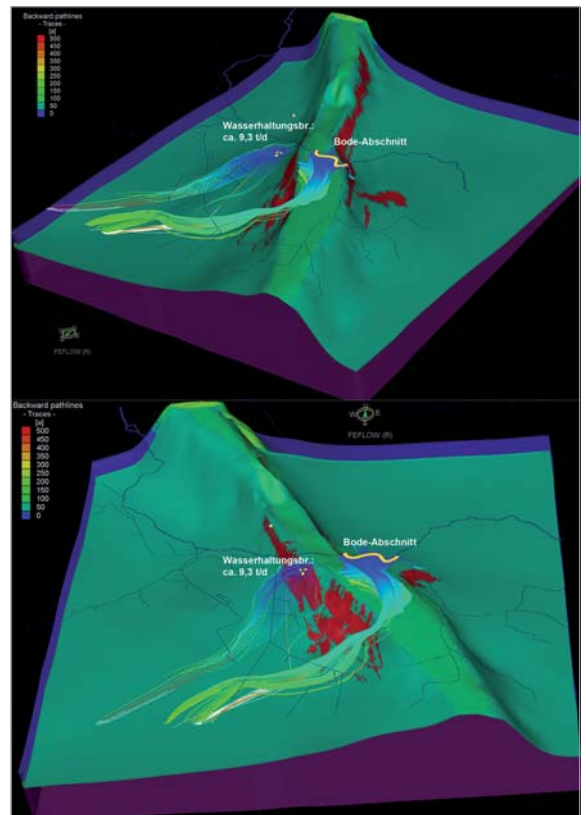 Backward pathlines
- Traces -
[a]
500
450
400
350
300
250
200
150
100
50
0
Wasserhaltungsbr.:
ca. 9,3 t/d
Bode-Abschnitt
FEFLOW (R)
Backward pathlines
- Traces -
[a]
500
450
400
350
300
250
200
150
100
50
0
W E
FEFLOW (R)
Bode-Abschnitt
Wasserhaltungsbr.:
ca. 9,3 t/d